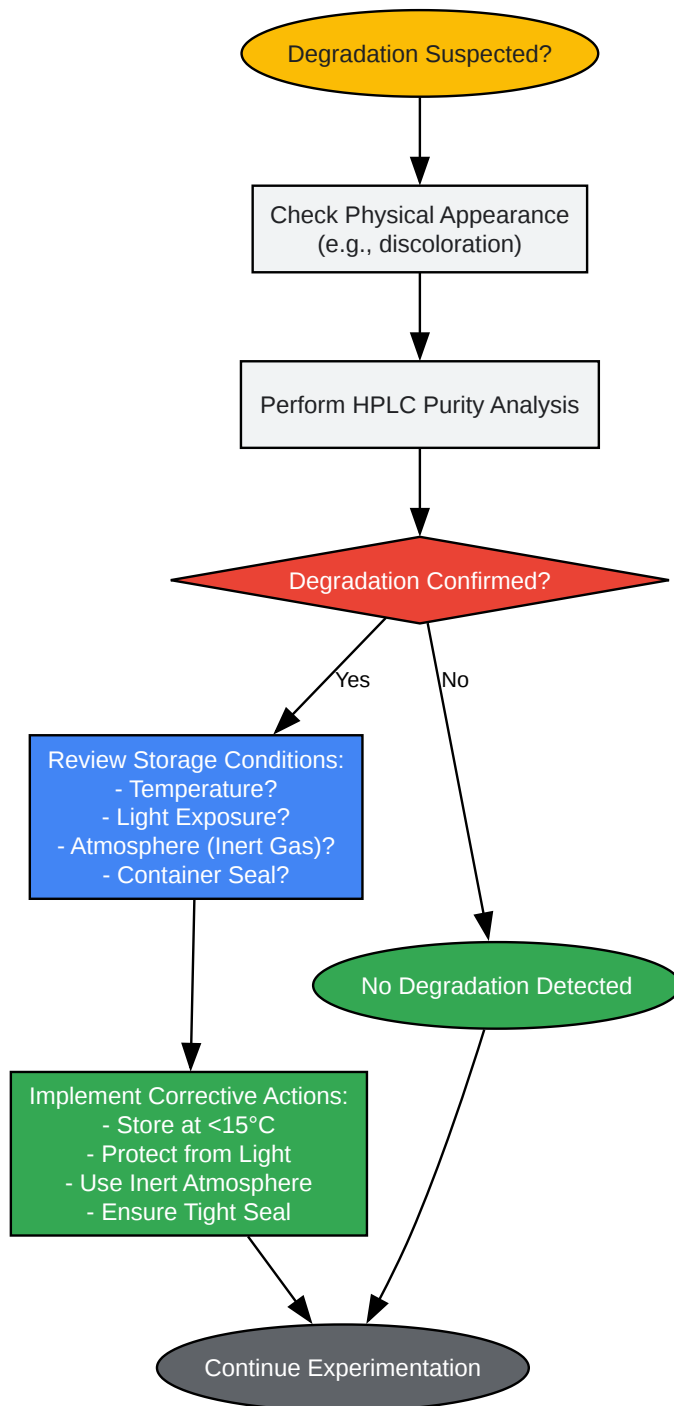 Degradation Suspected?
Check Physical Appearance
(e.g., discoloration)
Perform HPLC Purity Analysis
Degradation Confirmed?
Yes
No
Review Storage Conditions:
- Temperature?
- Light Exposure?
- Atmosphere (Inert Gas)?
- Container Seal?
No Degradation Detected
Implement Corrective Actions:
- Store at <15°C
- Protect from Light
- Use Inert Atmosphere
- Ensure Tight Seal
Continue Experimentation